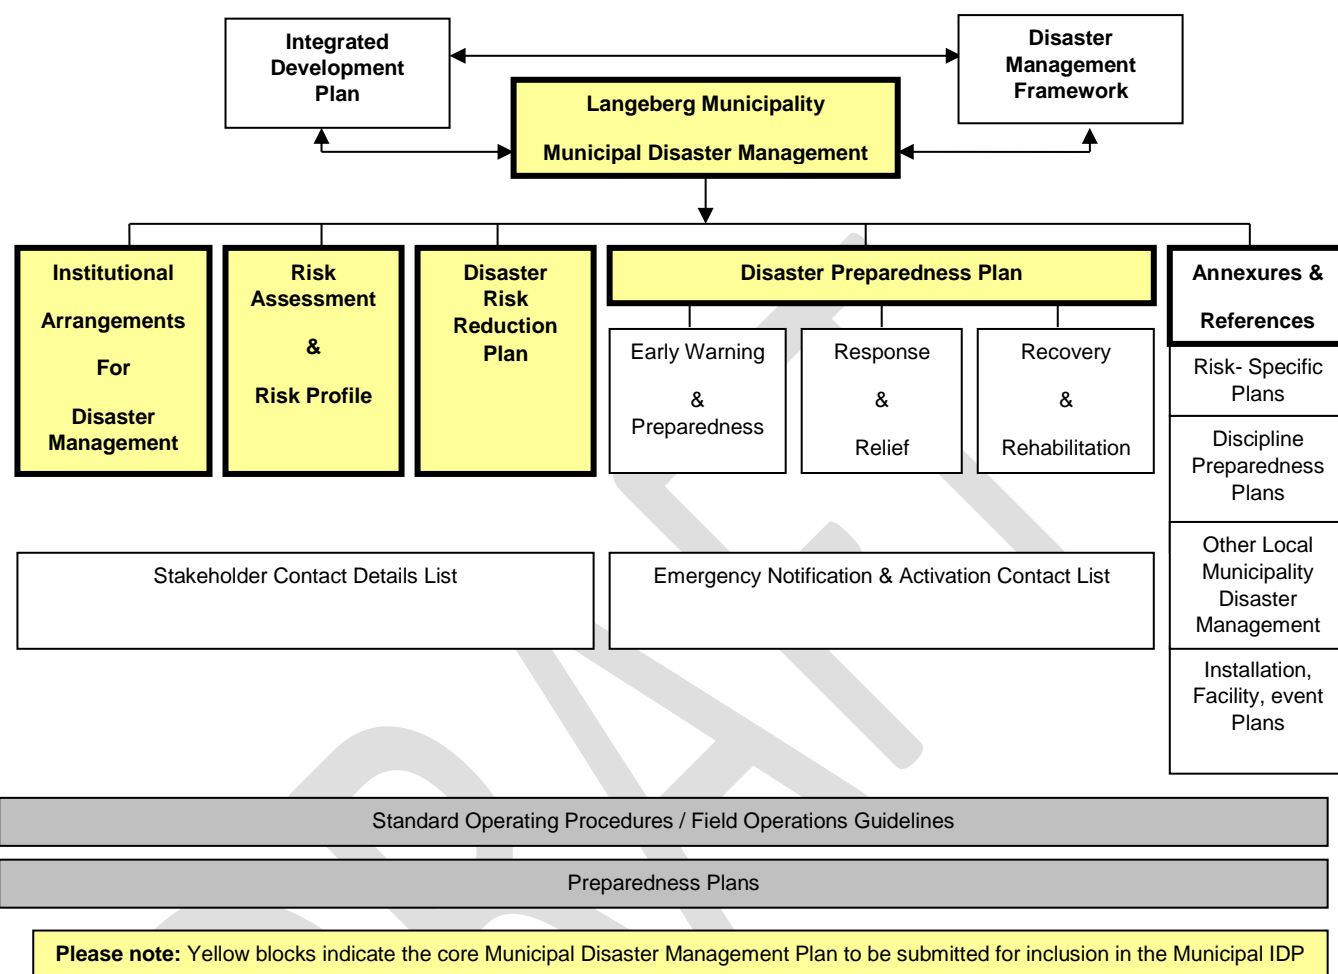 Integrated
Development
Plan
Disaster
Management
Framework
Langeberg Municipality
Municipal Disaster Management
Institutional
Arrangements
For
Disaster
Management
Risk
Assessment
&
Risk Profile
Disaster
Risk
Reduction
Plan
Disaster Preparedness Plan
Early Warning
&
Preparedness
Response
&
Relief
Recovery
&
Rehabilitation
Annexures &
References
Risk- Specific
Plans
Discipline
Preparedness
Plans
Other Local
Municipality
Disaster
Management
Installation,
Facility, event
Plans
Stakeholder Contact Details List
Emergency Notification & Activation Contact List
Standard Operating Procedures / Field Operations Guidelines
Preparedness Plans
Please note: Yellow blocks indicate the core Municipal Disaster Management Plan to be submitted for inclusion in the Municipal IDP
DRAFT